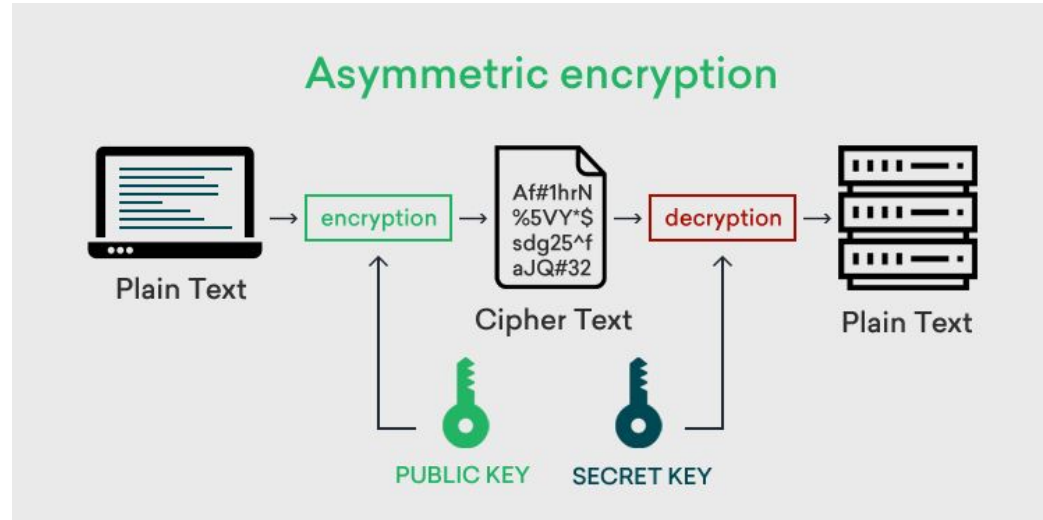 Asymmetric encryption
encryption
Af#1hrN
%5VY*$
sdg25^f
aJQ#32
decryption
Plain Text
Cipher Text
Plain Text
PUBLIC KEY
SECRET KEY